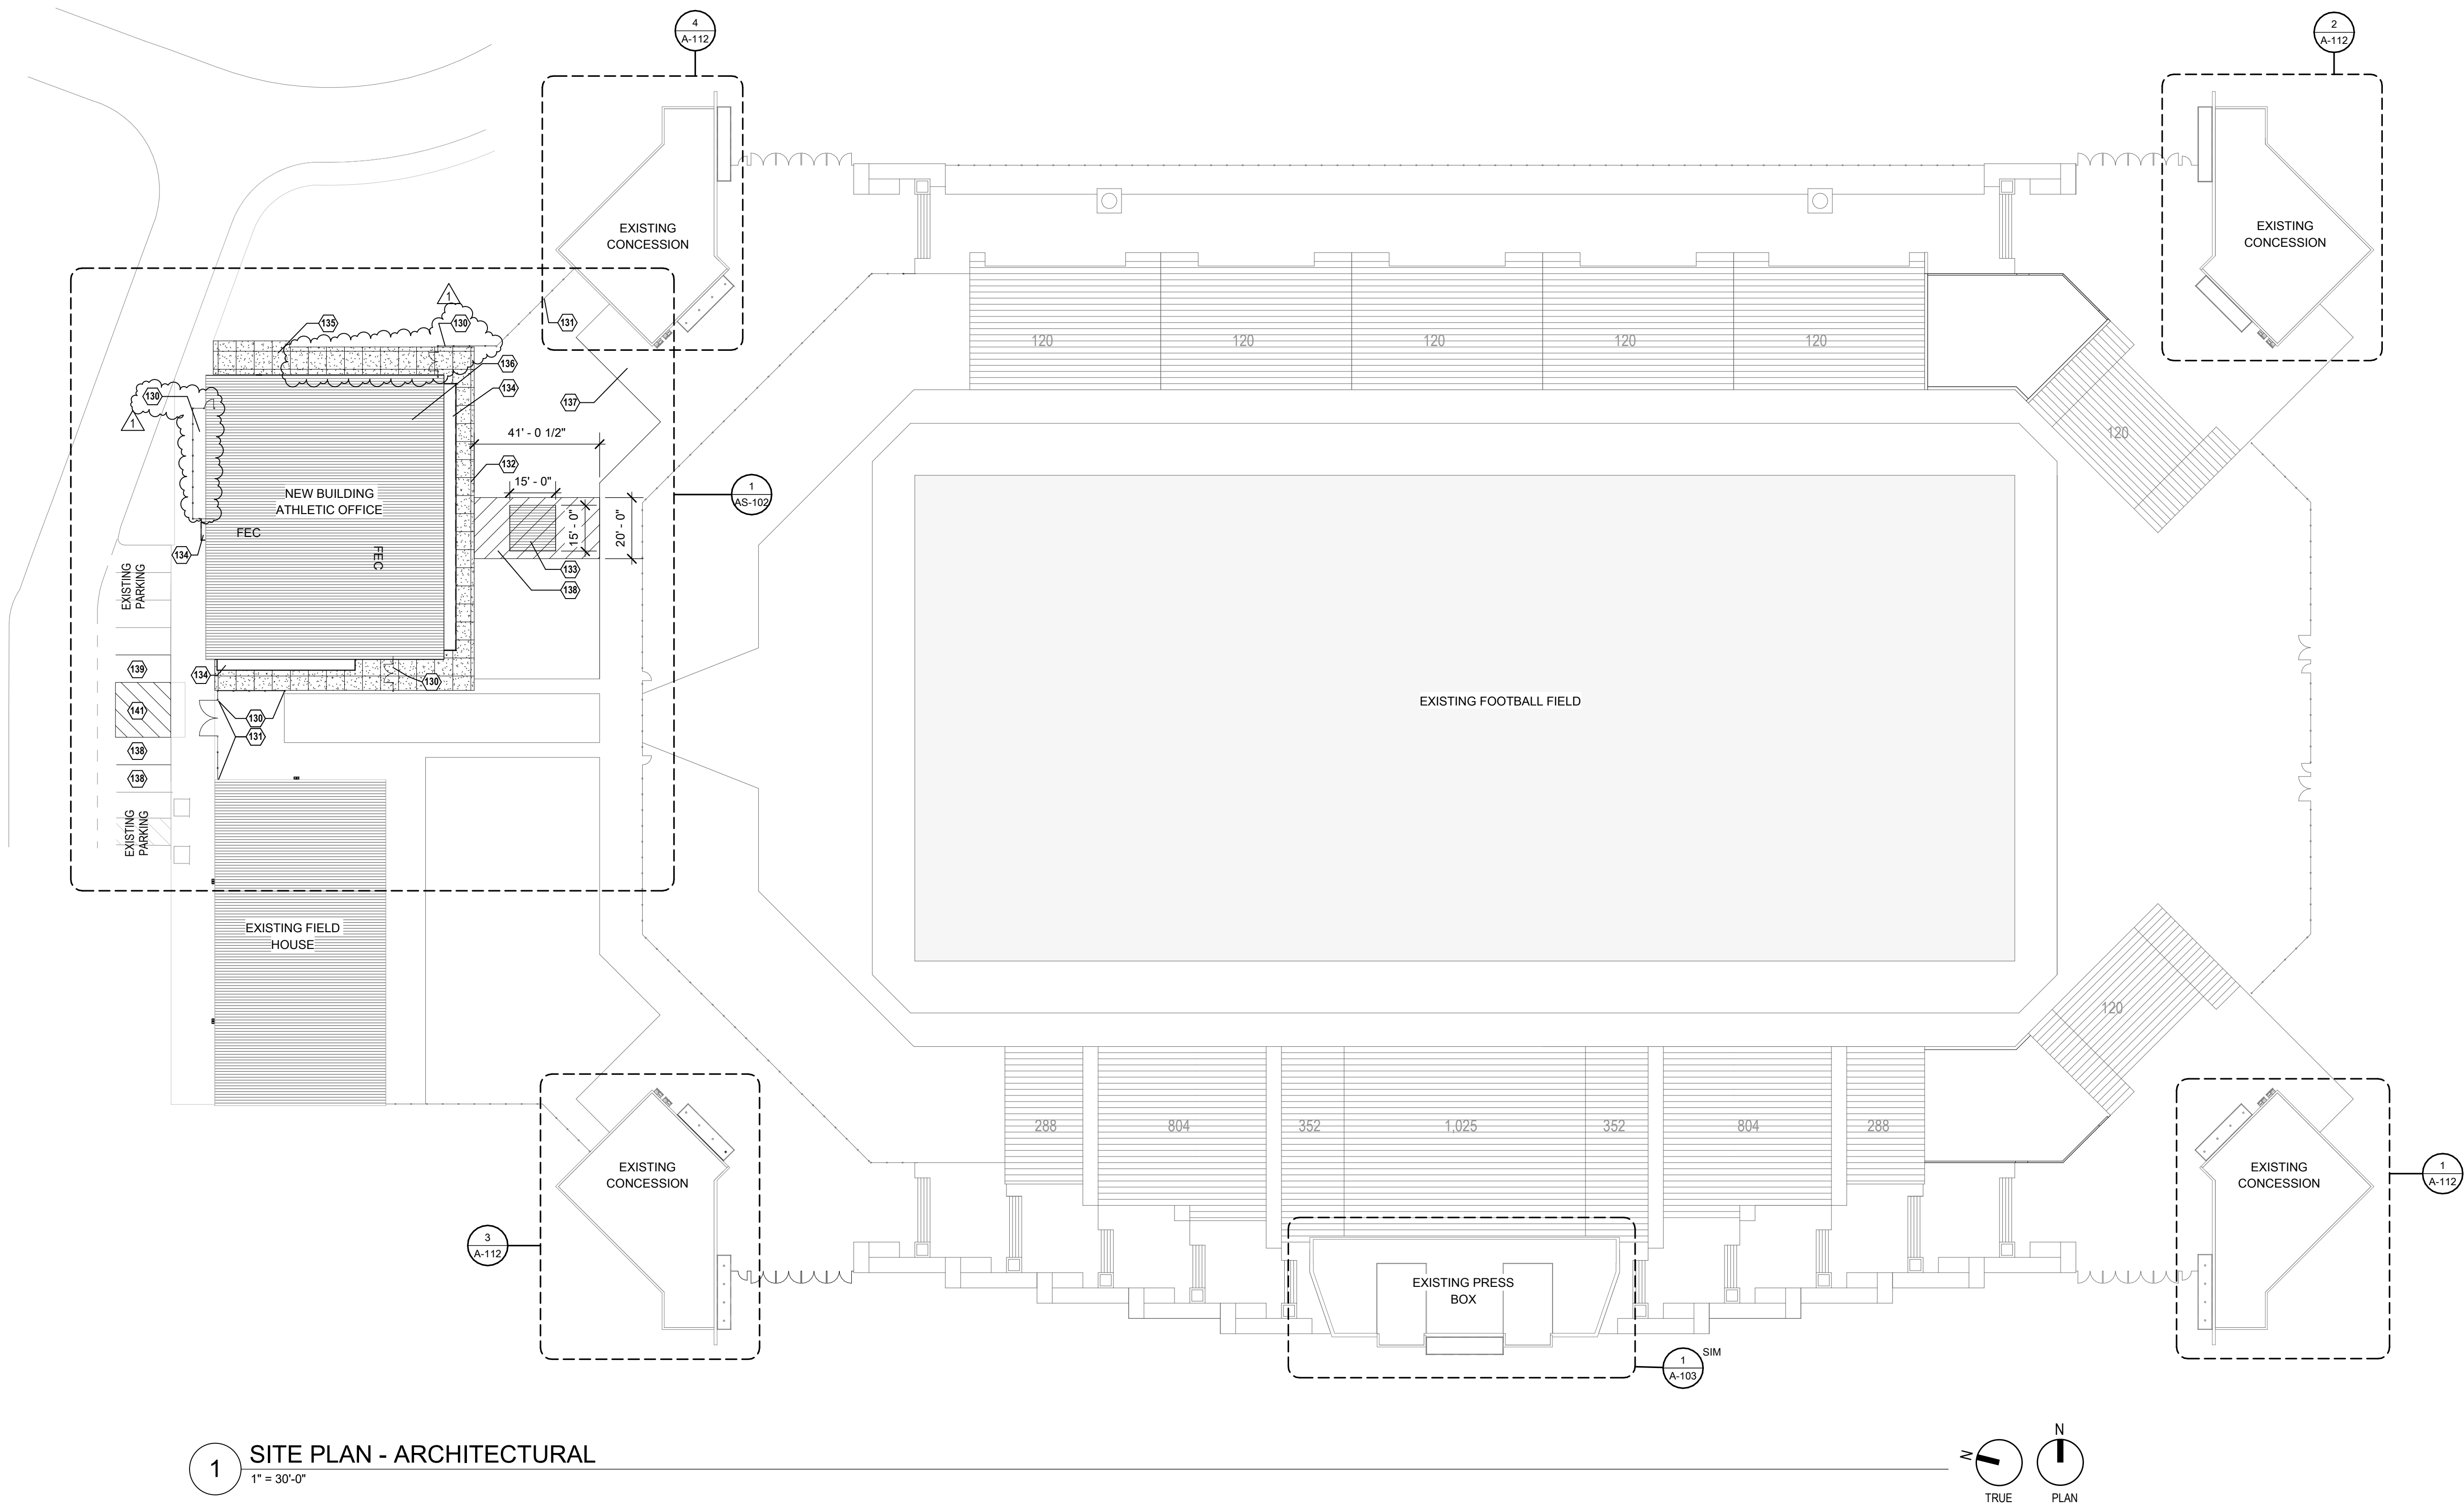 4
A-112
2
A-112
EXISTING
CONCESSION
EXISTING
CONCESSION
1
135
130
131
136
134
130
1
137
120
120
120
120
120
120
41' - 0 1/2"
132
15' - 0"
15' - 0"
20' - 0"
1
AS-102
NEW BUILDING
ATHLETIC OFFICE
FEC
FEC
134
133
138
EXISTING
PARKING
139
134
130
141
130
131
138
138
EXISTING
PARKING
EXISTING FOOTBALL FIELD
EXISTING FIELD
HOUSE
120
288
804
352
1,025
352
804
288
EXISTING
CONCESSION
EXISTING
CONCESSION
1
A-112
3
A-112
EXISTING PRESS
BOX
1
A-103
SIM
1
SITE PLAN - ARCHITECTURAL
1" = 30'-0"
N
TRUE
N
PLAN